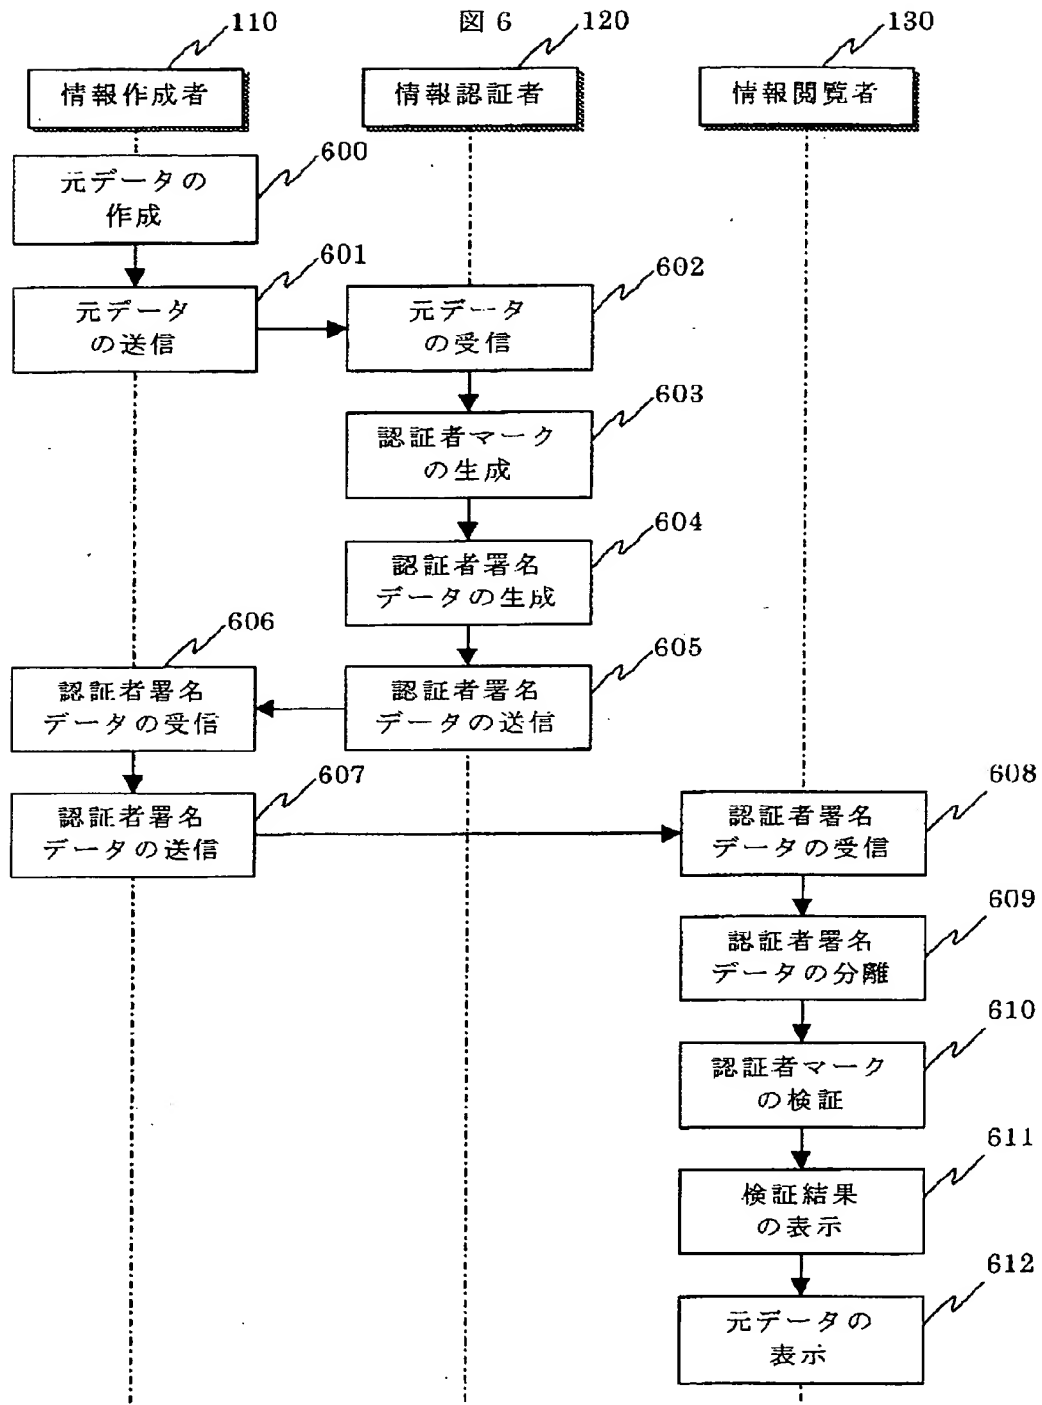 図 6
110
120
130
情報作成者
情報認証者
情報閲覧者
600
元データの
作成
601
元データ
の送信
602
元データ
の受信
603
認証者マーク
の生成
604
認証者署名
データの生成
605
認証者署名
データの送信
606
認証者署名
データの受信
607
認証者署名
データの送信
608
認証者署名
データの受信
609
認証者署名
データの分離
610
認証者マーク
の検証
611
検証結果
の表示
612
元データの
表示